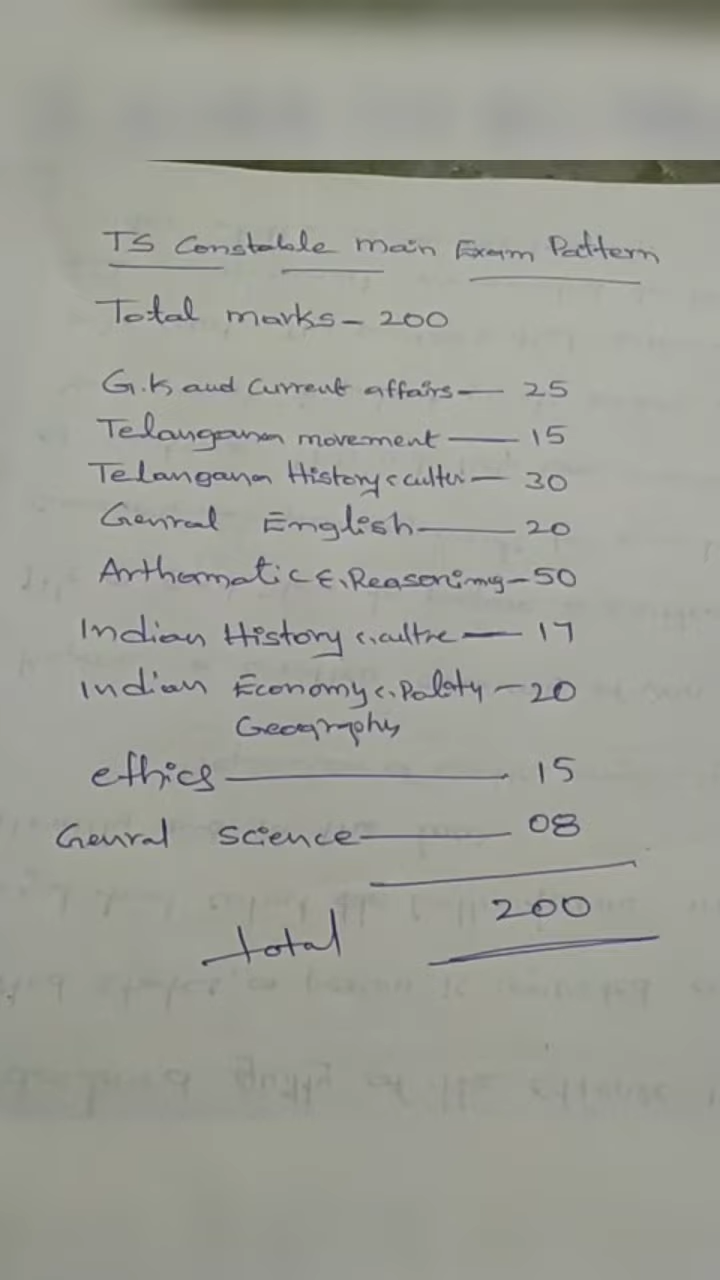 TS Constable main Exam Pattern
Total marks - 200
G.K and Current affairs - 25
Telangana movement - 15
Telangana History & cultur - 30
Genral English - 20
Arthomatic & Reasoning - 50
Indian History & cultre - 17
Indian Economy & Polity - 20
Geography
ethics - 15
Genral Science - 08
200
Total